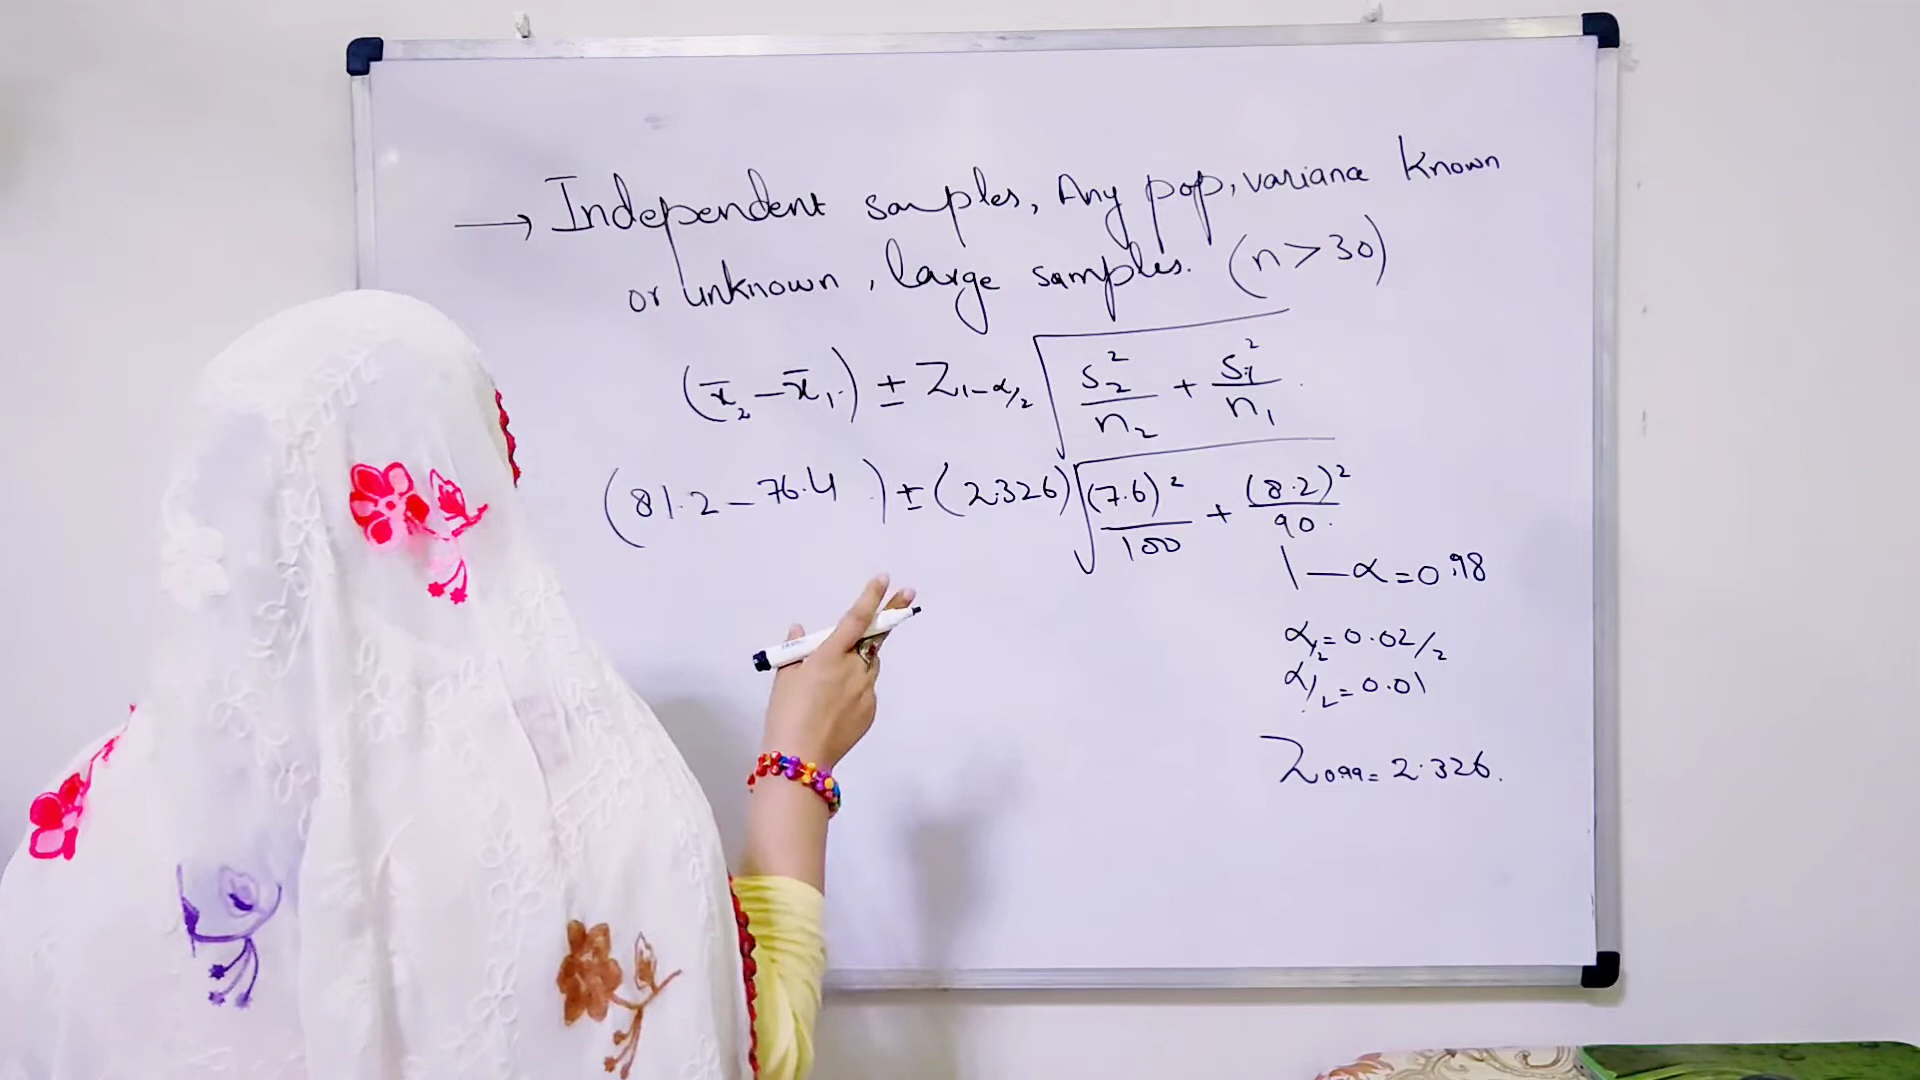 → Independent samples, Any pop, variance known
or unknown, large samples. (n > 30)
(x̄₂ − x̄₁) ± Z₁₋α/₂ √(s₂²/n₂ + s₁²/n₁)
(81.2 − 76.4) ± (2.326) √((7.6)²/100 + (8.2)²/90)
1 − α = 0.98
α/₂ = 0.02/2
α/₂ = 0.01
Z₀.₉₉ = 2.326.